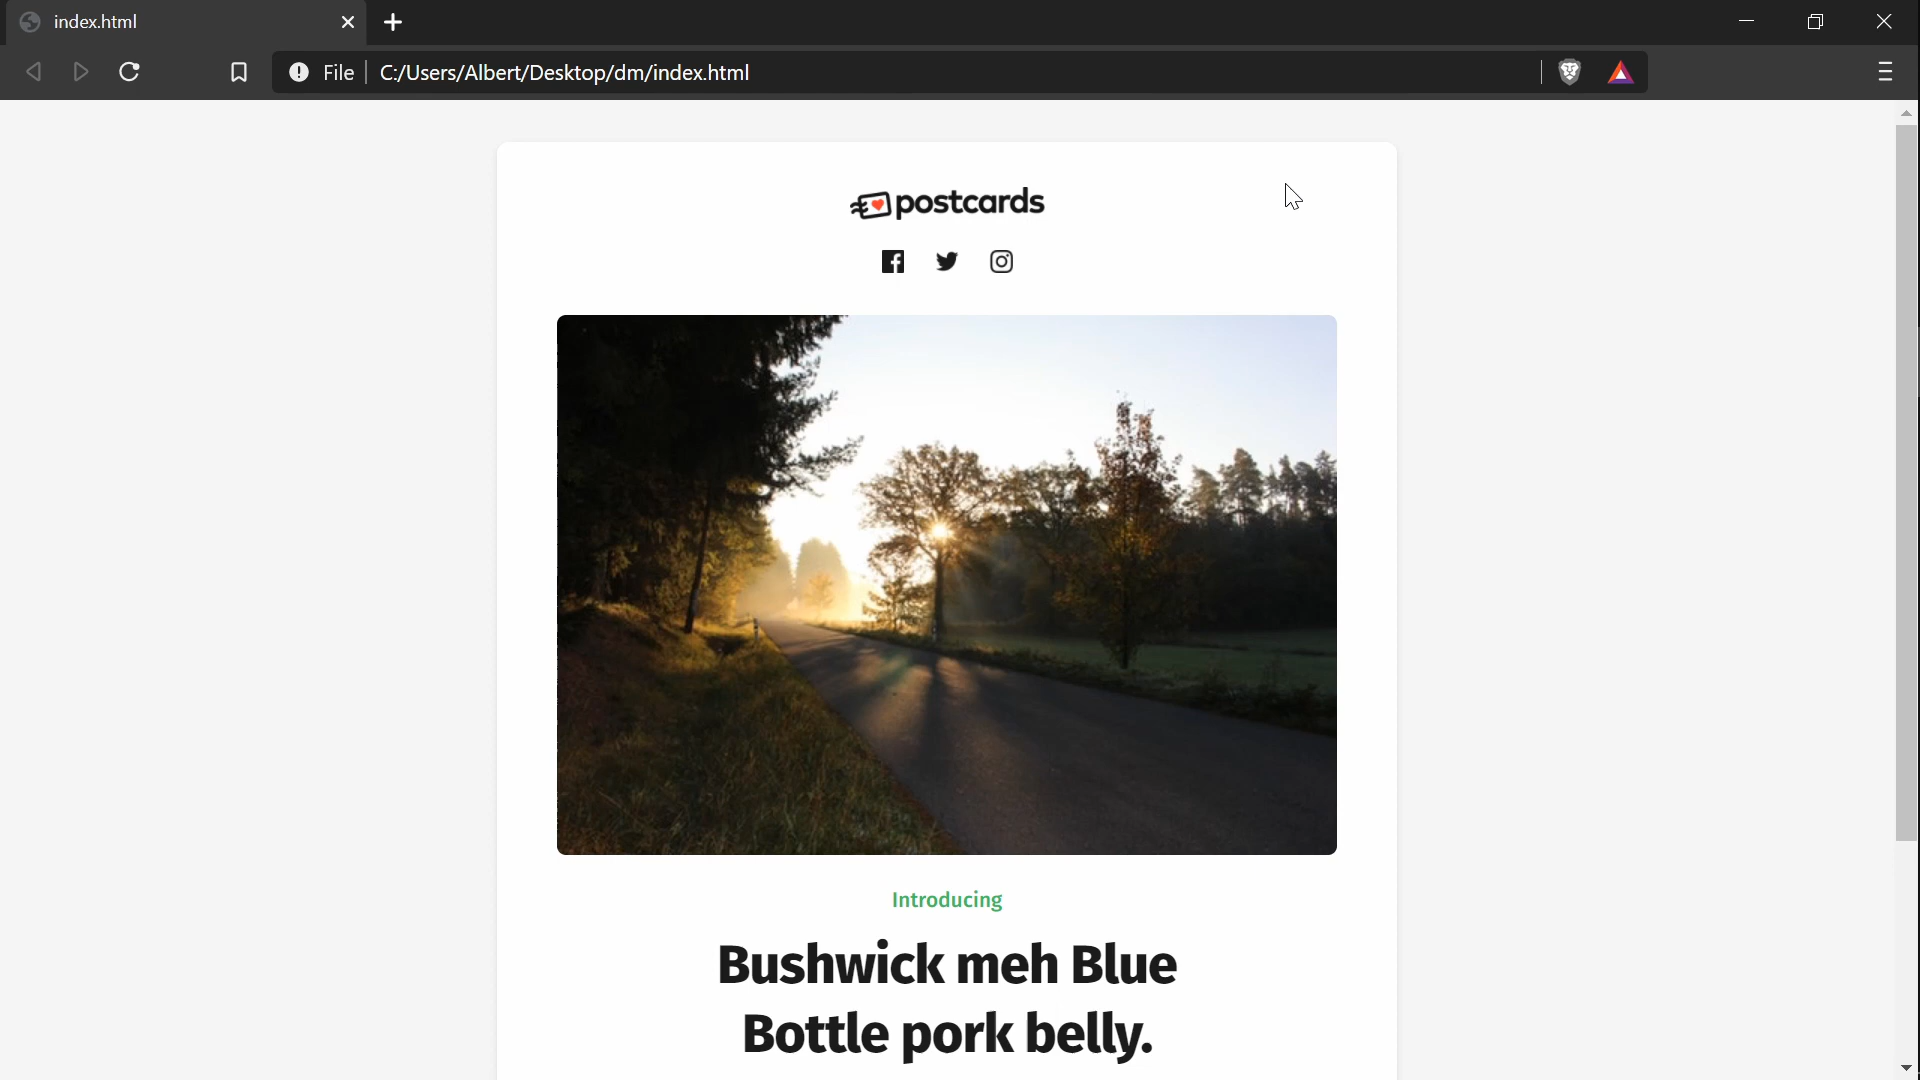 index.html
File
C:/Users/Albert/Desktop/dm/index.html
postcards
Introducing
Bushwick meh Blue
Bottle pork belly.